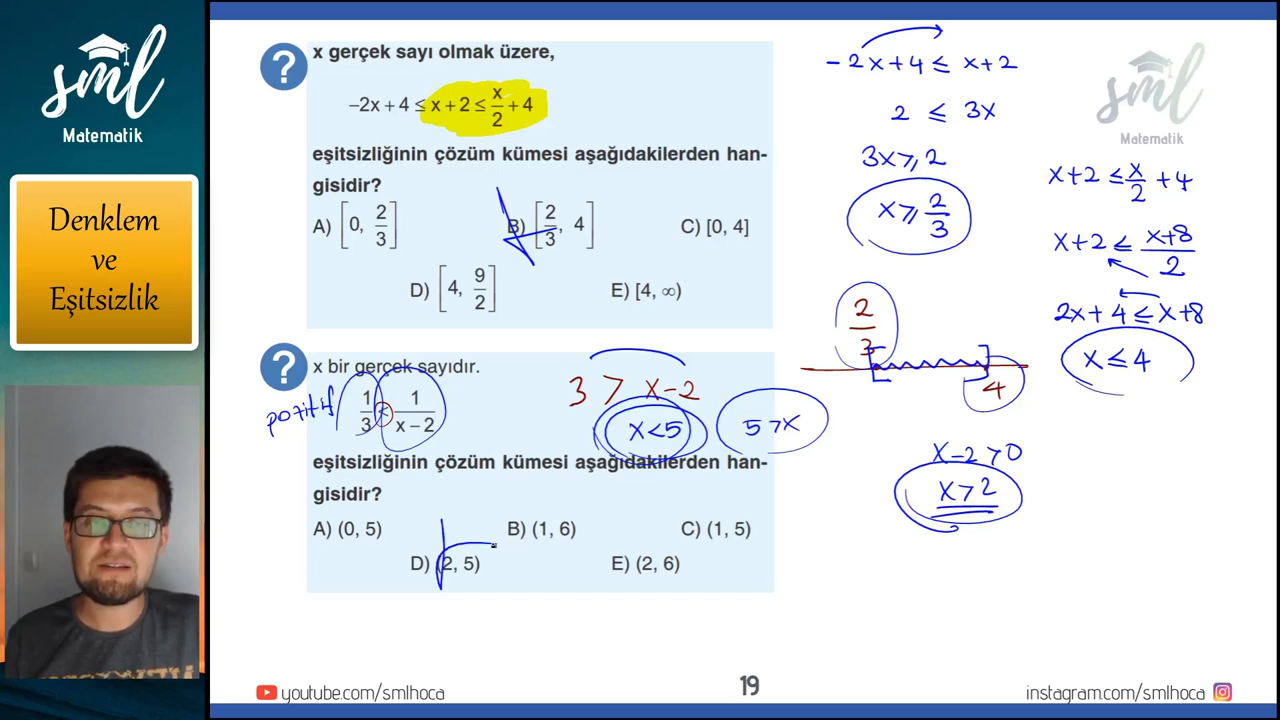 sml
Matematik
Denklem
ve
Eşitsizlik
?
x gerçek sayı olmak üzere,
−2x + 4 ≤ x + 2 ≤ x/2 + 4
eşitsizliğinin çözüm kümesi aşağıdakilerden han-
gisidir?
A) [0, 2/3]
B) [2/3, 4]
C) [0, 4]
D) [4, 9/2]
E) [4, ∞)
?
x bir gerçek sayıdır.
pozitif
1/3 < 1/(x − 2)
eşitsizliğinin çözüm kümesi aşağıdakilerden han-
gisidir?
A) (0, 5)
B) (1, 6)
C) (1, 5)
D) (2, 5)
E) (2, 6)
3 > x−2
x<5
5>x
-2x+4 ≤ x+2
2 ≤ 3x
3x≥2
x≥ 2/3
sml
Matematik
x+2 ≤ x/2 + 4
x+2 ≤ (x+8)/2
2x+4 ≤ x+8
x≤4
2/3
4
x-2>0
x>2
youtube.com/smlhoca
19
instagram.com/smlhoca